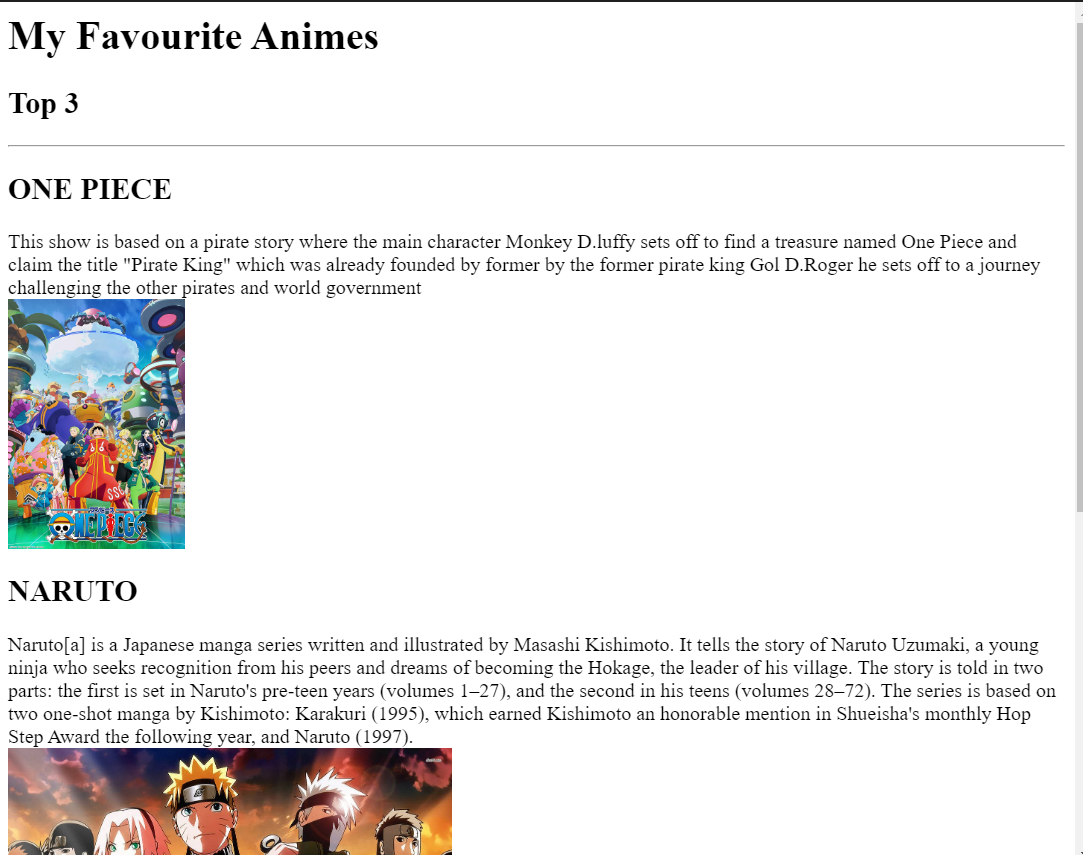 My Favourite Animes
Top 3
ONE PIECE
This show is based on a pirate story where the main character Monkey D.luffy sets off to find a treasure named One Piece and
claim the title "Pirate King" which was already founded by former by the former pirate king Gol D.Roger he sets off to a journey
challenging the other pirates and world government
SSG
ONE PIECE
NARUTO
Naruto[a] is a Japanese manga series written and illustrated by Masashi Kishimoto. It tells the story of Naruto Uzumaki, a young
ninja who seeks recognition from his peers and dreams of becoming the Hokage, the leader of his village. The story is told in two
parts: the first is set in Naruto's pre-teen years (volumes 1–27), and the second in his teens (volumes 28–72). The series is based on
two one-shot manga by Kishimoto: Karakuri (1995), which earned Kishimoto an honorable mention in Shueisha's monthly Hop
Step Award the following year, and Naruto (1997).